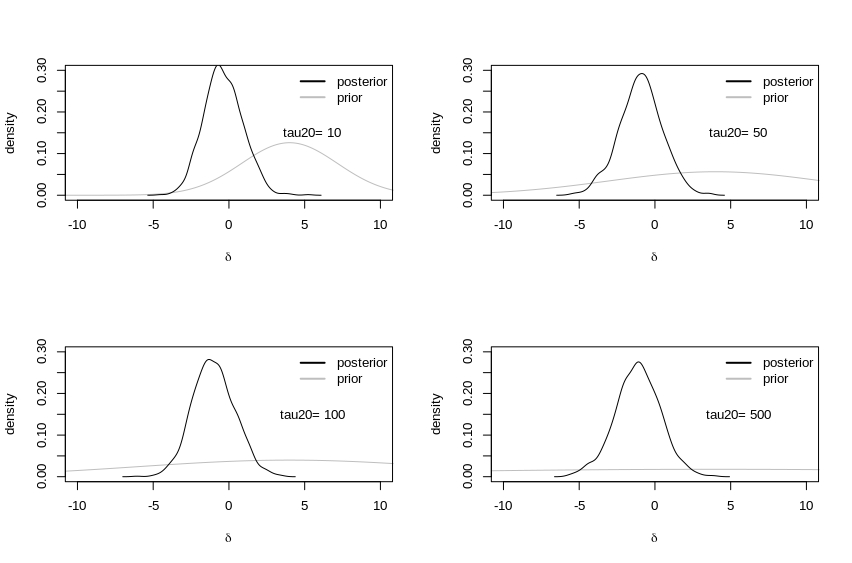 density
0.00 0.10 0.20 0.30
posterior
prior
tau20= 10
-10 -5 0 5 10
δ
density
0.00 0.10 0.20 0.30
posterior
prior
tau20= 50
-10 -5 0 5 10
δ
density
0.00 0.10 0.20 0.30
posterior
prior
tau20= 100
-10 -5 0 5 10
δ
density
0.00 0.10 0.20 0.30
posterior
prior
tau20= 500
-10 -5 0 5 10
δ